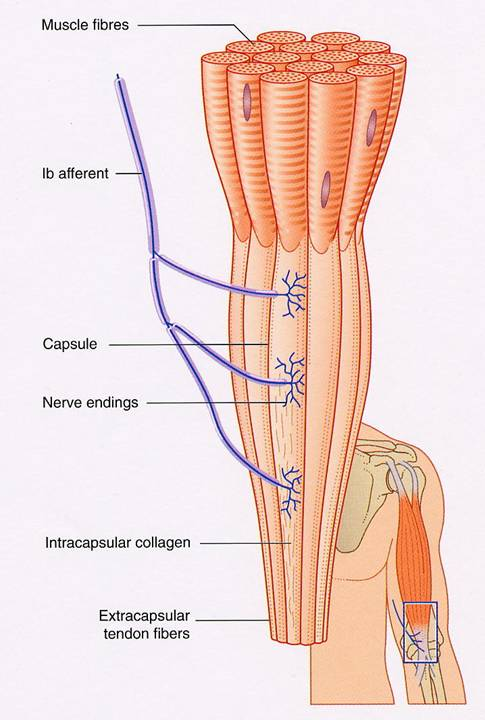 Muscle fibres
Ib afferent
Capsule
Nerve endings
Intracapsular collagen
Extracapsular
tendon fibers